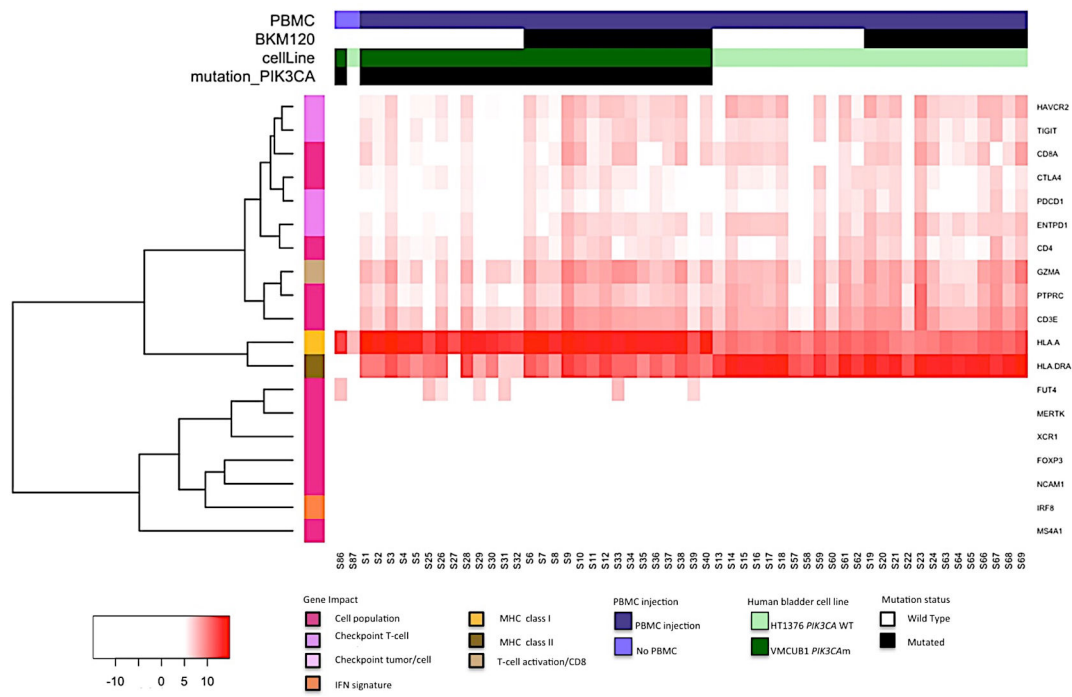 PBMC
BKM120
cellLine
mutation_PIK3CA
HAVCR2
TIGIT
CD8A
CTLA4
PDCD1
ENTPD1
CD4
GZMA
PTPRC
CD3E
HLA.A
HLA.DRA
FUT4
MERTK
XCR1
FOXP3
NCAM1
IRF8
MS4A1
S86 S87 S1 S2 S3 S4 S5 S25 S26 S27 S28 S29 S30 S31 S32 S6 S7 S8 S9 S10 S11 S12 S33 S34 S35 S36 S37 S38 S39 S40 S13 S14 S15 S16 S17 S18 S57 S58 S59 S60 S61 S62 S19 S20 S21 S22 S23 S24 S63 S64 S65 S66 S67 S68 S69
Gene Impact
Cell population
Checkpoint T-cell
Checkpoint tumor/cell
IFN signature
MHC class I
MHC class II
T-cell activation/CD8
PBMC injection
PBMC injection
No PBMC
Human bladder cell line
HT1376 PIK3CA WT
VMCUB1 PIK3CAm
Mutation status
Wild Type
Mutated
-10 0 5 10